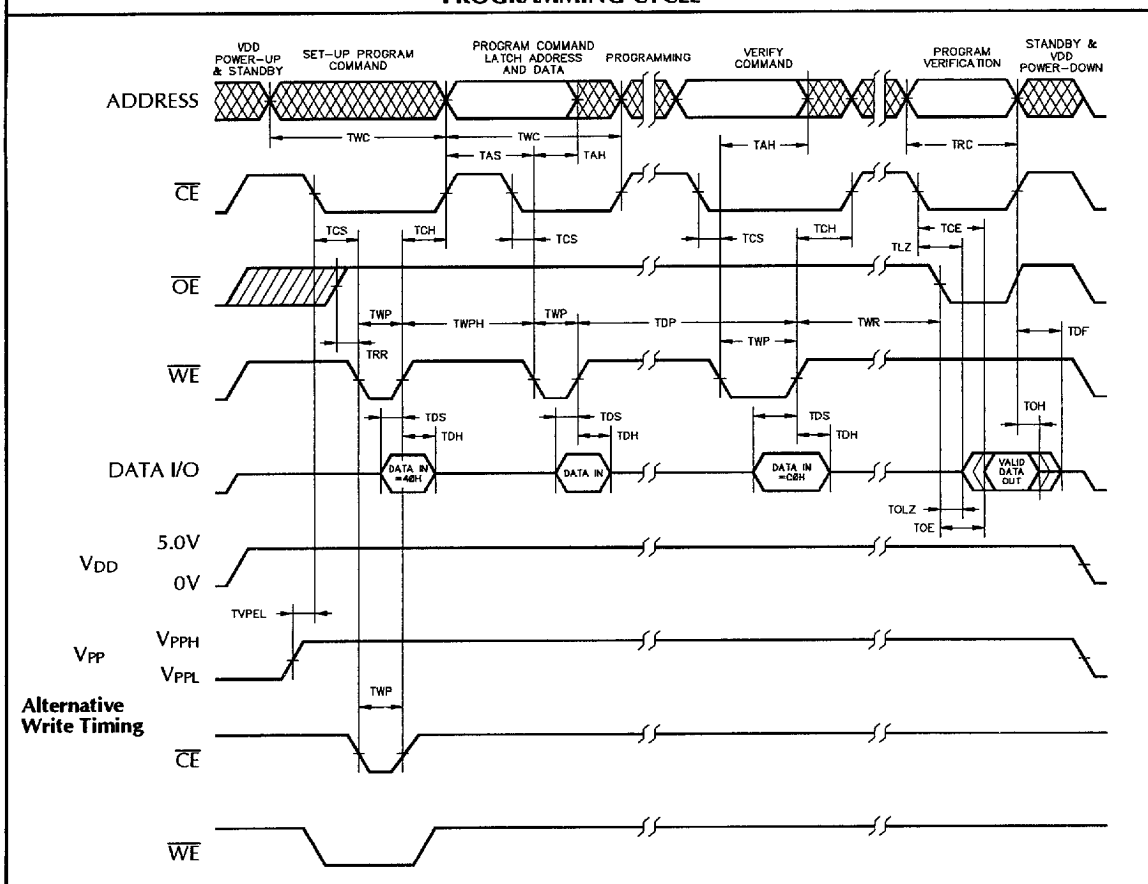 PROGRAMMING CYCLE
VDD
POWER-UP
& STANDBY
SET-UP PROGRAM
COMMAND
PROGRAM COMMAND
LATCH ADDRESS
AND DATA
PROGRAMMING
VERIFY
COMMAND
PROGRAM
VERIFICATION
STANDBY &
VDD
POWER-DOWN
ADDRESS
TWC
TWC
TAS
TAH
TAH
TRC
CE
TCS
TCH
TCS
TCS
TCH
TCE
TLZ
OE
TWP
TWPH
TWP
TDP
TWR
TRR
TWP
TDF
WE
TDS
TDH
TDS
TDH
TDS
TDH
TOH
DATA I/O
DATA IN
=40H
DATA IN
DATA IN
=C0H
VALID
DATA
OUT
TOLZ
TOE
VDD
5.0V
0V
TVPEL
VPP
VPPH
VPPL
Alternative
Write Timing
TWP
CE
WE